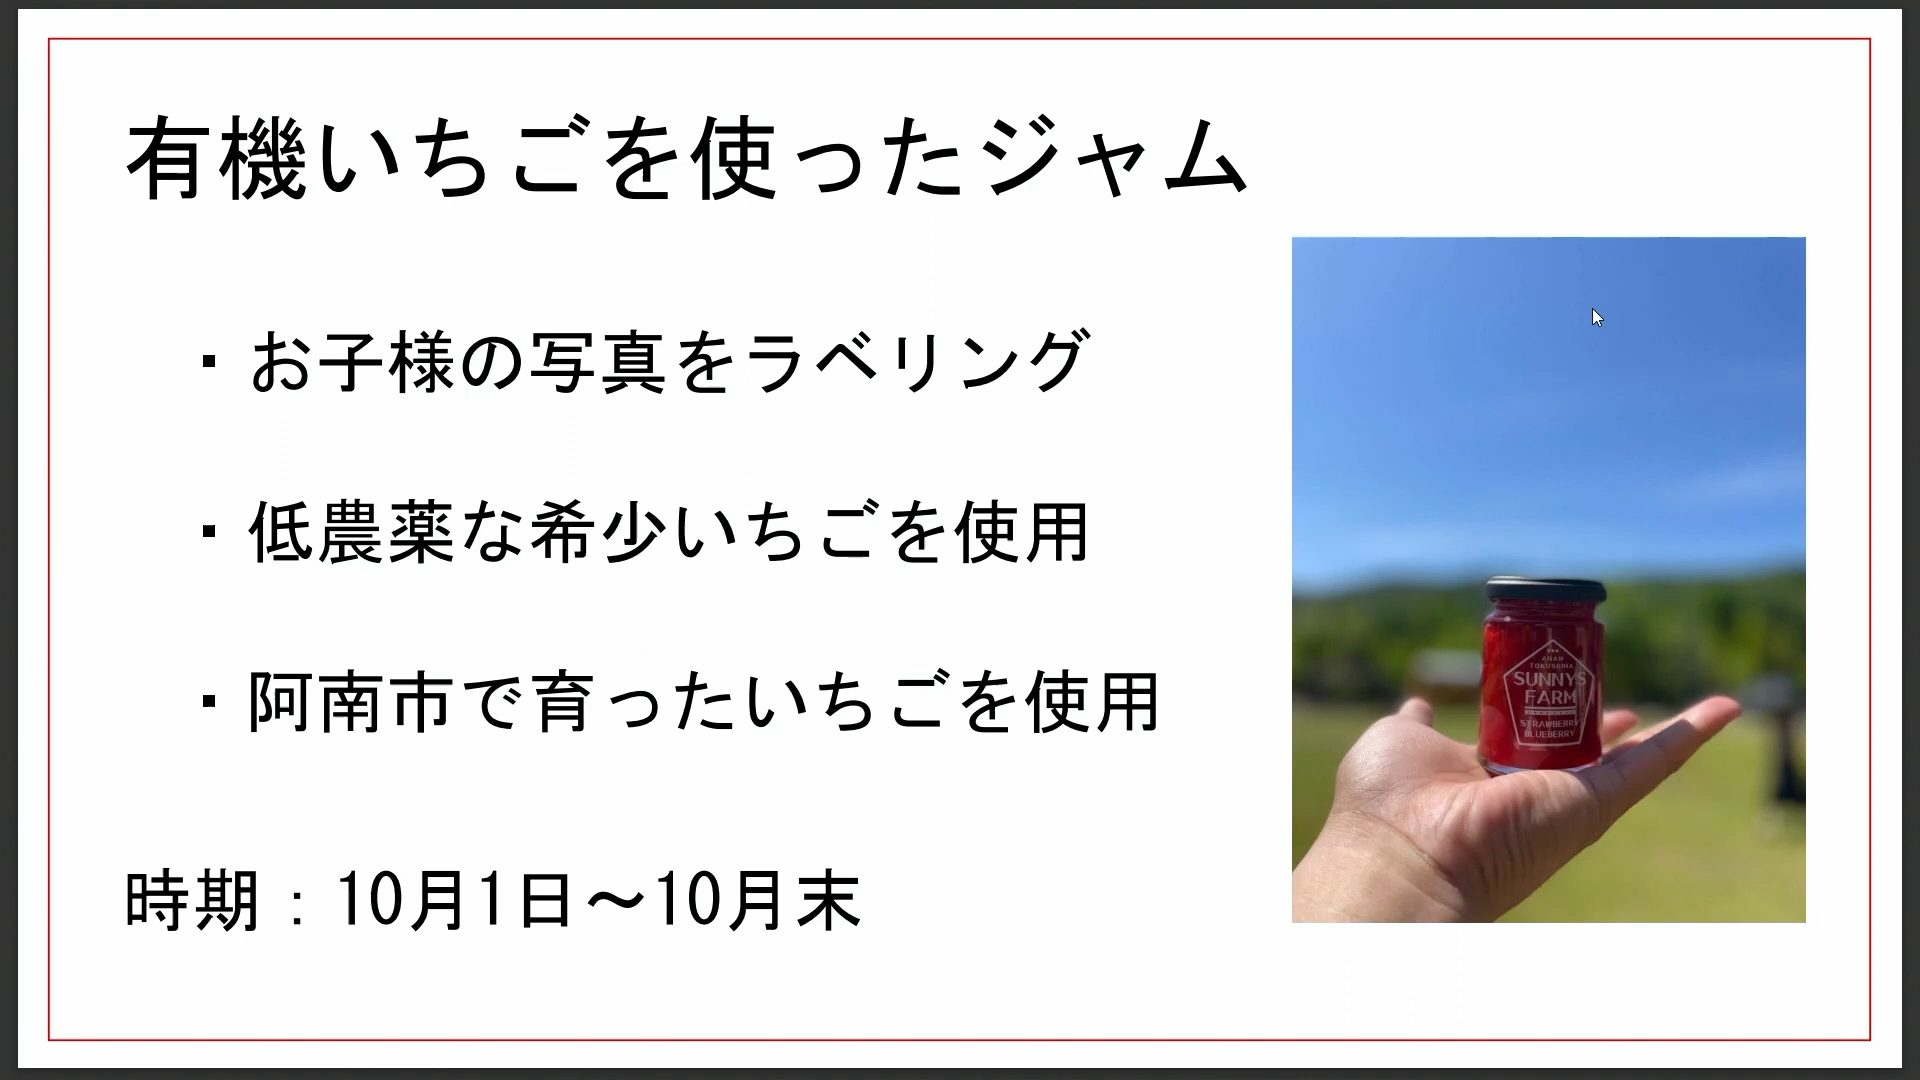 有機いちごを使ったジャム
・お子様の写真をラベリング
・低農薬な希少いちごを使用
・阿南市で育ったいちごを使用
時期：10月1日～10月末
ANAN
TOKUSHIMA
SUNNYS
FARM
STRAWBERRY
BLUEBERRY